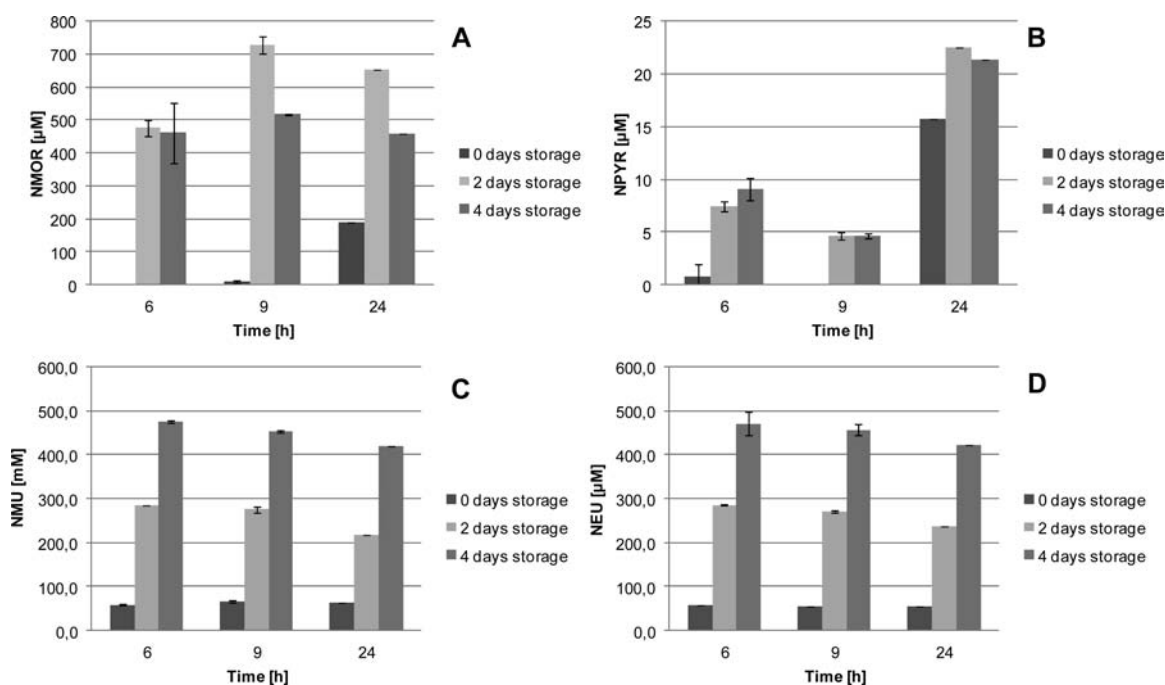 A
NMOR [µM]
800
700
600
500
400
300
200
100
0
6 9 24
Time [h]
0 days storage
2 days storage
4 days storage
B
NPYR [µM]
25
20
15
10
5
0
6 9 24
Time [h]
0 days storage
2 days storage
4 days storage
C
NMU [mM]
600,0
500,0
400,0
300,0
200,0
100,0
0,0
6 9 24
Time [h]
0 days storage
2 days storage
4 days storage
D
NEU [µM]
600,0
500,0
400,0
300,0
200,0
100,0
0,0
6 9 24
Time [h]
0 days storage
2 days storage
4 days storage